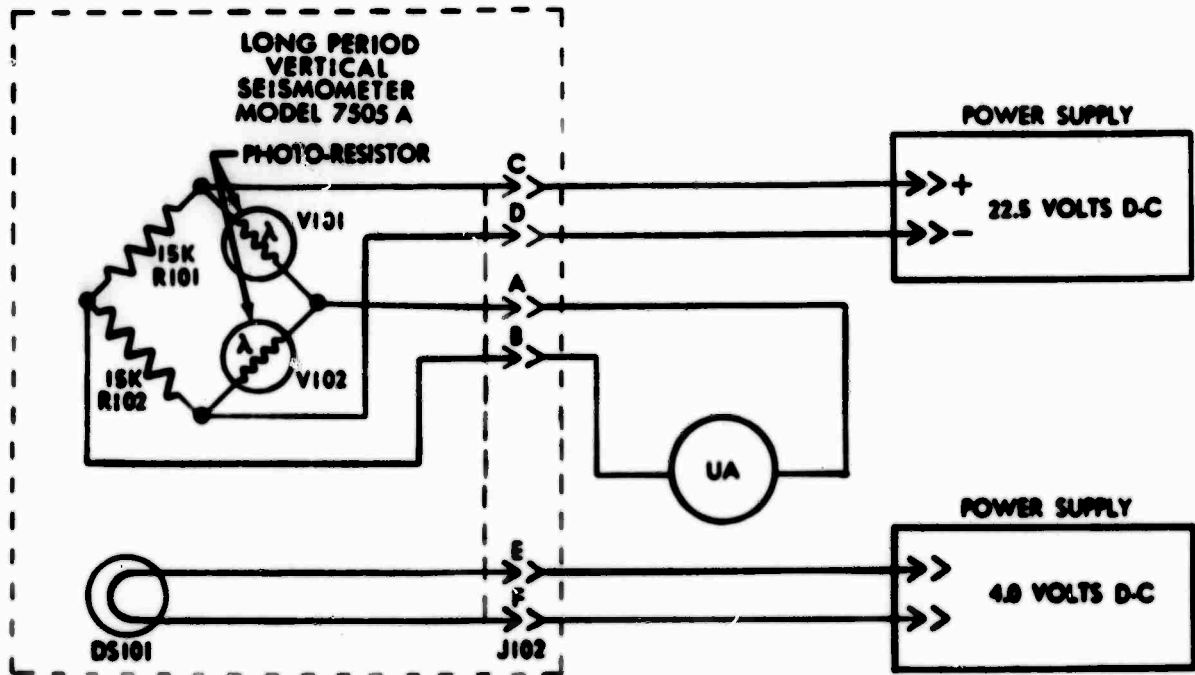 LONG PERIOD
VERTICAL
SEISMOMETER
MODEL 7505 A
PHOTO-RESISTOR
V101
λ
15K
R101
λ
V102
15K
R102
C
D
A
B
POWER SUPPLY
+
22.5 VOLTS D-C
−
UA
E
F
DS101
J102
POWER SUPPLY
4.0 VOLTS D-C